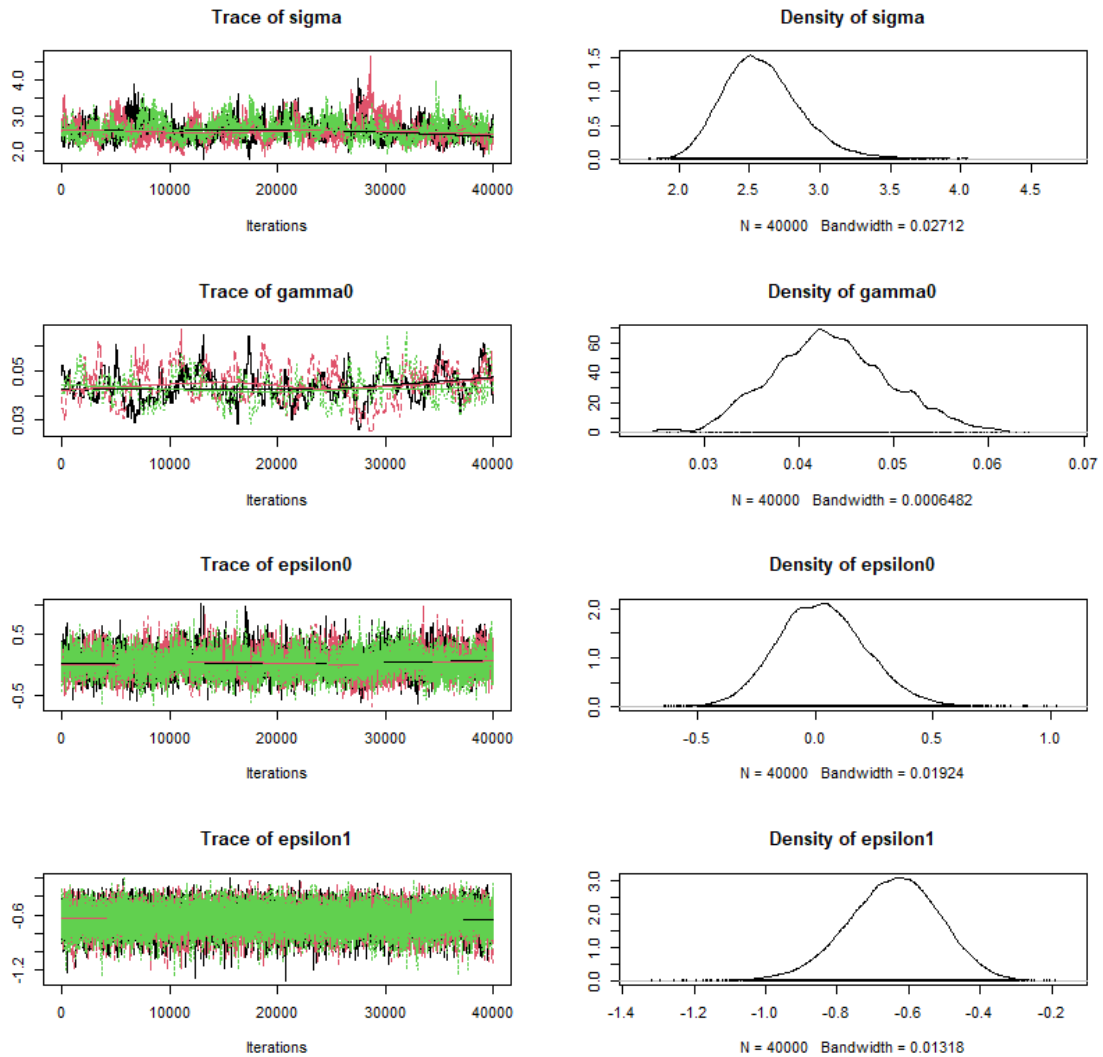 Trace of sigma
Density of sigma
2.0 3.0 4.0
0.0 0.5 1.0 1.5
0 10000 20000 30000 40000
2.0 2.5 3.0 3.5 4.0 4.5
Iterations
N = 40000 Bandwidth = 0.02712
Trace of gamma0
Density of gamma0
0.03 0.05
0 20 40 60
0 10000 20000 30000 40000
0.03 0.04 0.05 0.06 0.07
Iterations
N = 40000 Bandwidth = 0.0006482
Trace of epsilon0
Density of epsilon0
-0.5 0.5
0.0 1.0 2.0
0 10000 20000 30000 40000
-0.5 0.0 0.5 1.0
Iterations
N = 40000 Bandwidth = 0.01924
Trace of epsilon1
Density of epsilon1
-1.2 -0.6
0.0 1.0 2.0 3.0
0 10000 20000 30000 40000
-1.4 -1.2 -1.0 -0.8 -0.6 -0.4 -0.2
Iterations
N = 40000 Bandwidth = 0.01318